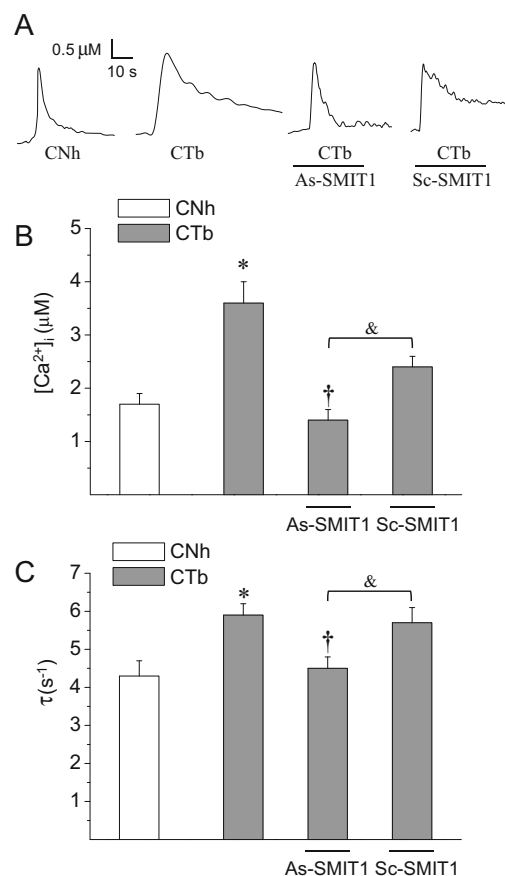 A
0.5 μM
10 s
CNh
CTb
CTb
CTb
As-SMIT1
Sc-SMIT1
B
CNh
CTb
5
4
3
2
1
[Ca²⁺]i (μM)
*
†
&
As-SMIT1 Sc-SMIT1
C
CNh
CTb
7
6
5
4
3
2
1
τ(s⁻¹)
*
†
&
As-SMIT1 Sc-SMIT1